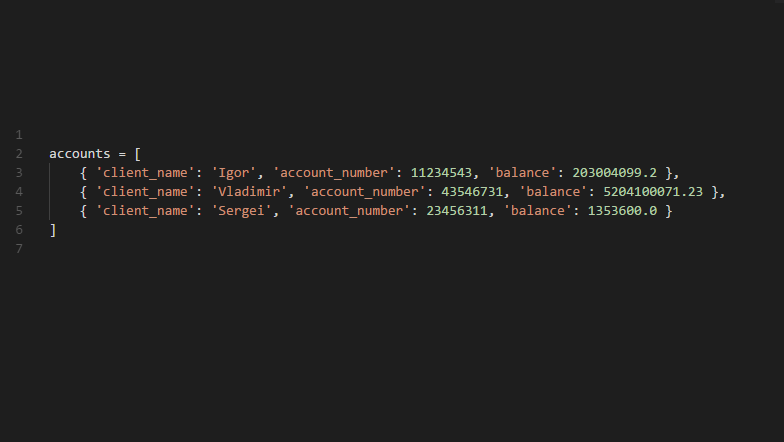 1
2 accounts = [
3 { 'client_name': 'Igor', 'account_number': 11234543, 'balance': 203004099.2 },
4 { 'client_name': 'Vladimir', 'account_number': 43546731, 'balance': 5204100071.23 },
5 { 'client_name': 'Sergei', 'account_number': 23456311, 'balance': 1353600.0 }
6 ]
7